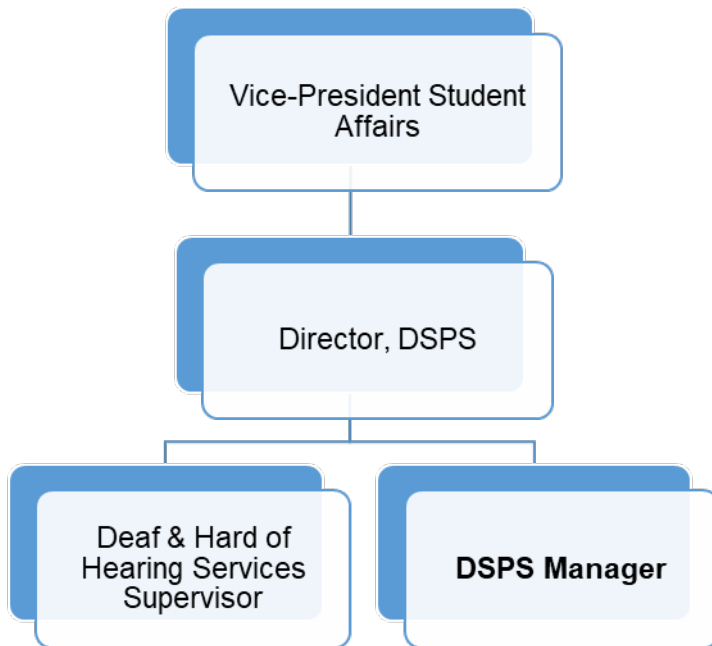 Vice-President Student
Affairs
Director, DSPS
Deaf & Hard of
Hearing Services
Supervisor
DSPS Manager